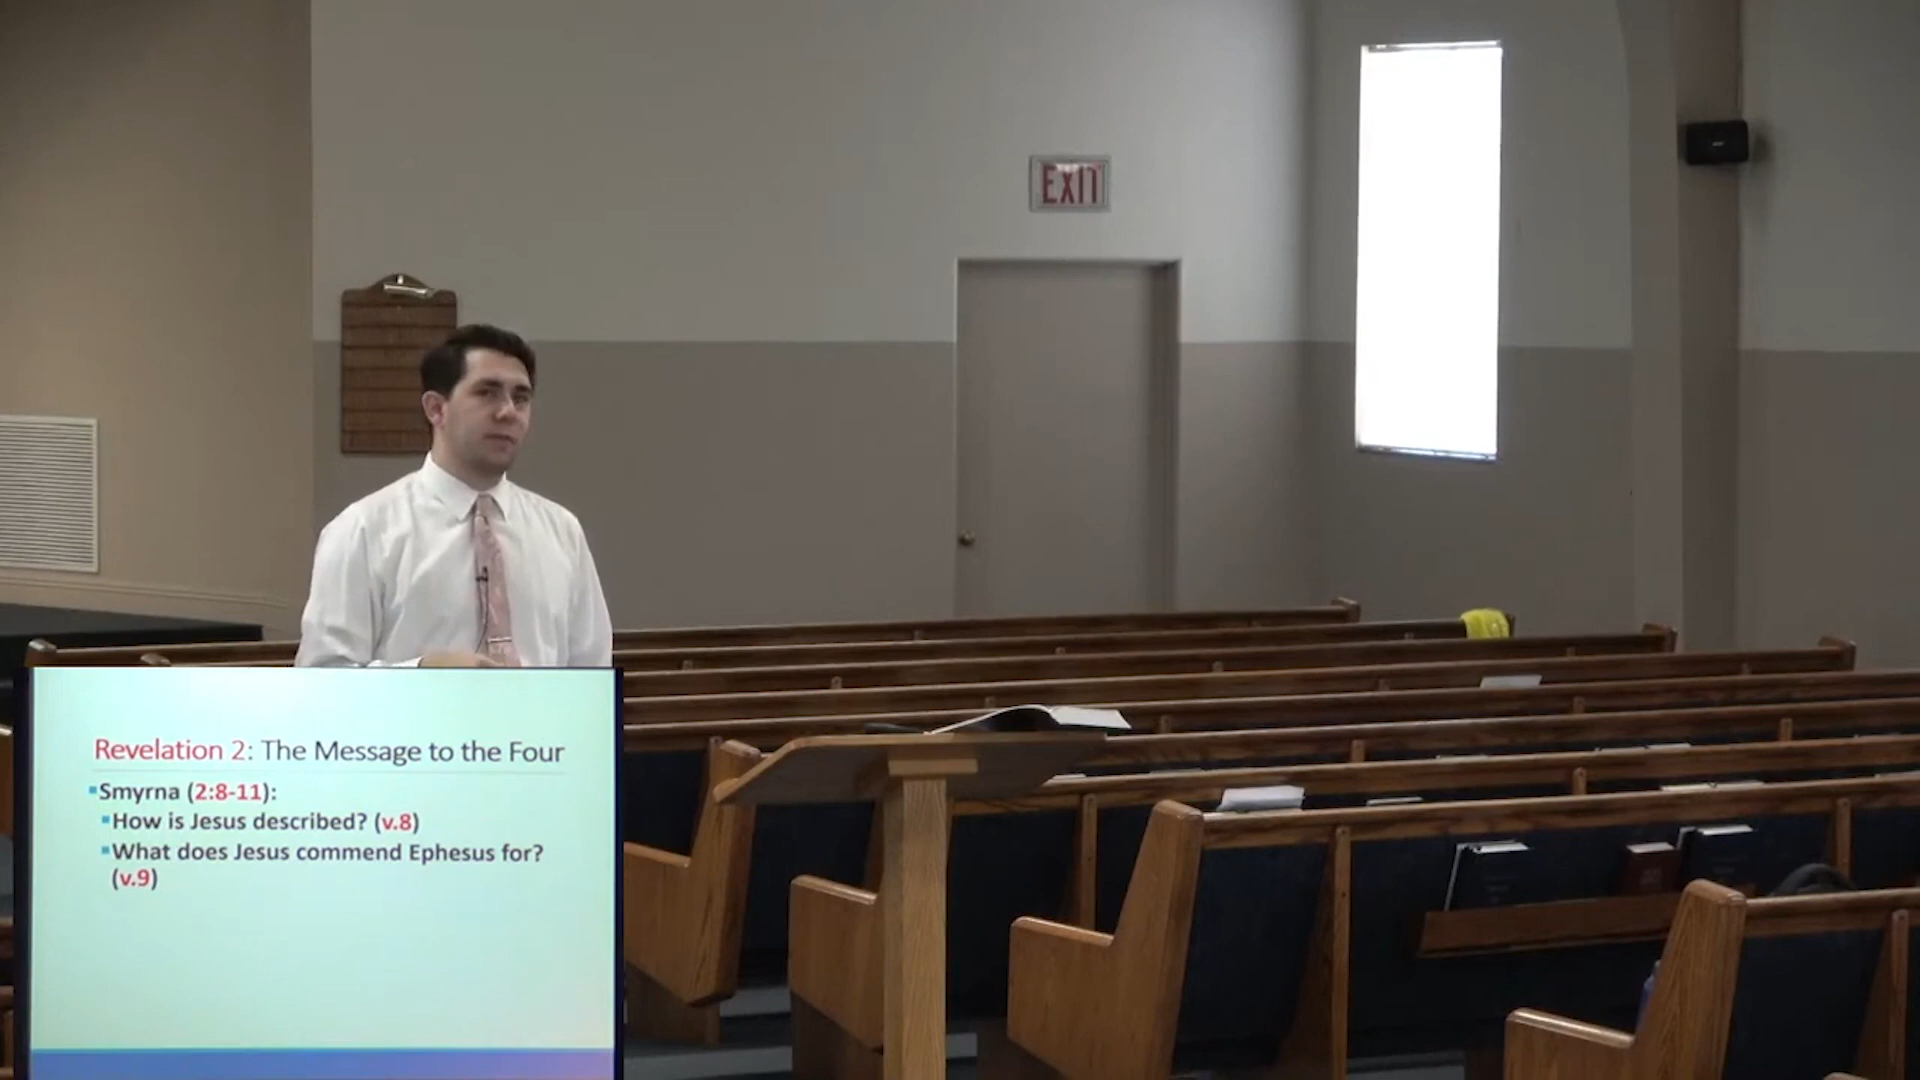 EXIT
Revelation 2: The Message to the Four
Smyrna (2:8-11):
How is Jesus described? (v.8)
What does Jesus commend Ephesus for?
(v.9)